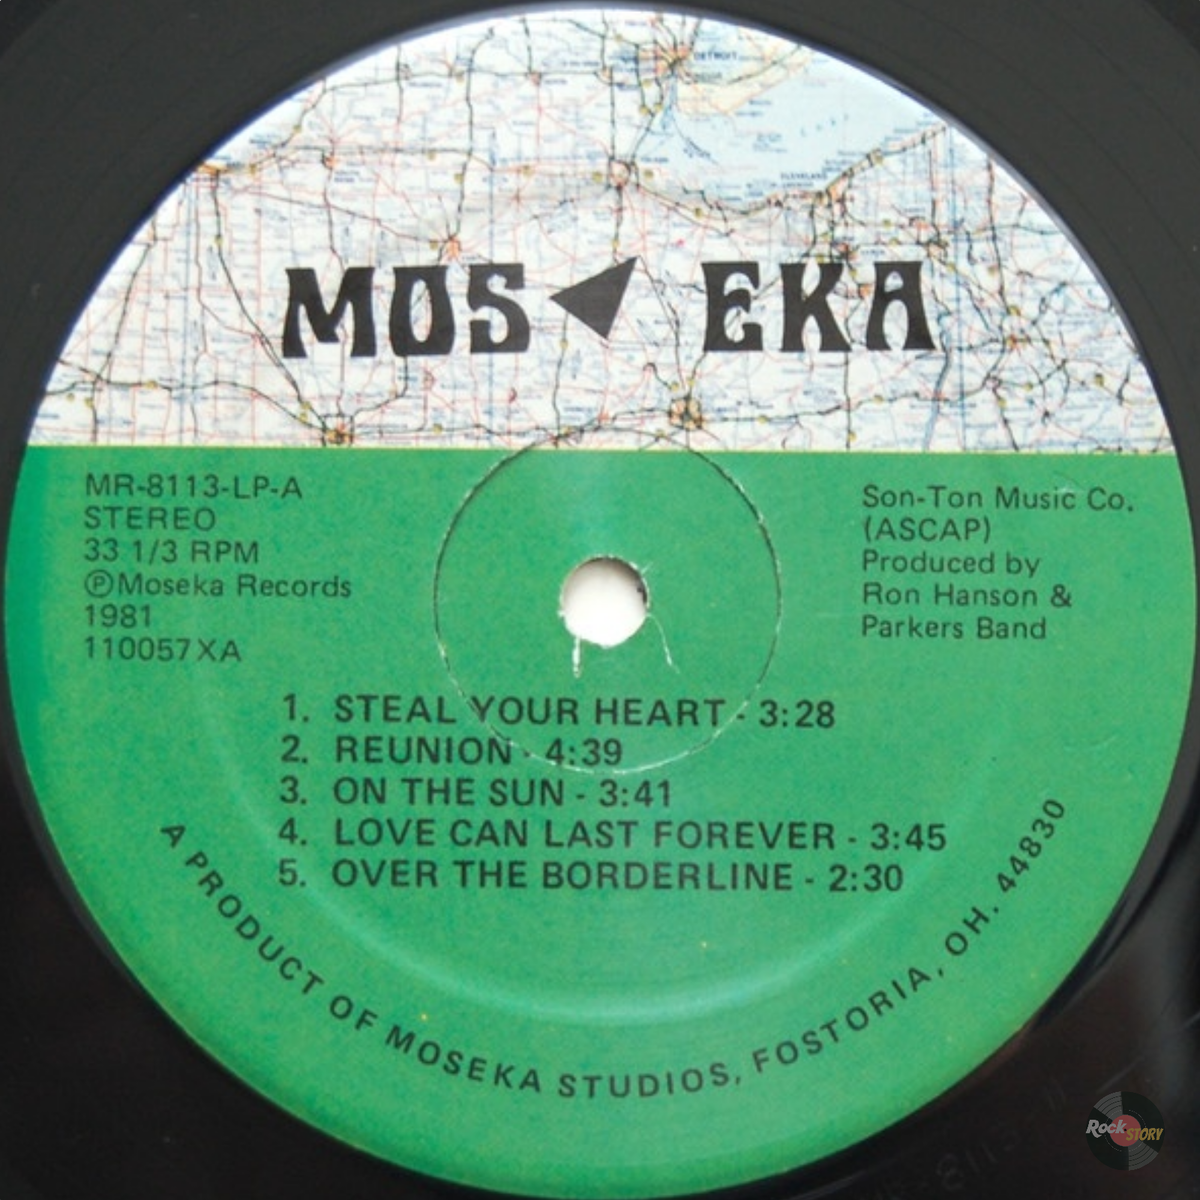 DETROIT
CLEVELAND
MOS EKA
MR-8113-LP-A
STEREO
33 1/3 RPM
ⓅMoseka Records
1981
110057XA
Son-Ton Music Co.
(ASCAP)
Produced by
Ron Hanson &
Parkers Band
1. STEAL YOUR HEART - 3:28
2. REUNION - 4:39
3. ON THE SUN - 3:41
4. LOVE CAN LAST FOREVER - 3:45
5. OVER THE BORDERLINE - 2:30
A PRODUCT OF MOSEKA STUDIOS, FOSTORIA, OH. 44830
Rock STORY